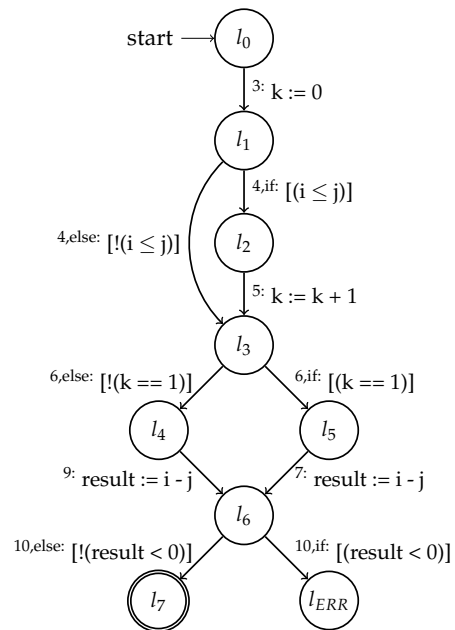 start
l0
3: k := 0
l1
4,if: [(i ≤ j)]
4,else: [!(i ≤ j)]
l2
5: k := k + 1
l3
6,else: [!(k == 1)]
6,if: [(k == 1)]
l4
l5
9: result := i - j
7: result := i - j
l6
10,else: [!(result < 0)]
10,if: [(result < 0)]
l7
lERR